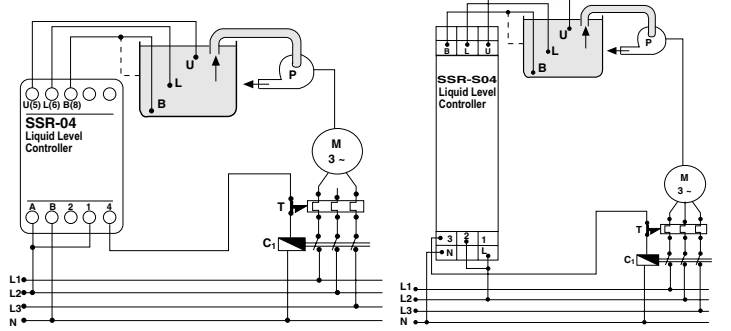 U
L
B
P
U(5) L(6) B(8)
SSR-04
Liquid Level
Controller
M
3 ~
A B 2 1 4
T
C1
L1
L2
L3
N
B L U
U
L
B
P
SSR-S04
Liquid Level
Controller
M
3 ~
3 2 1
N L
T
C1
L1
L2
L3
N